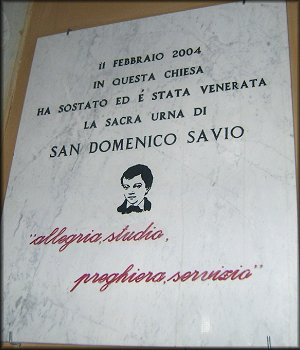 11 FEBBRAIO 2004
IN QUESTA CHIESA
HA SOSTATO ED É STATA VENERATA
LA SACRA URNA DI
SAN DOMENICO SAVIO
"allegria, studio,
preghiera, servizio"